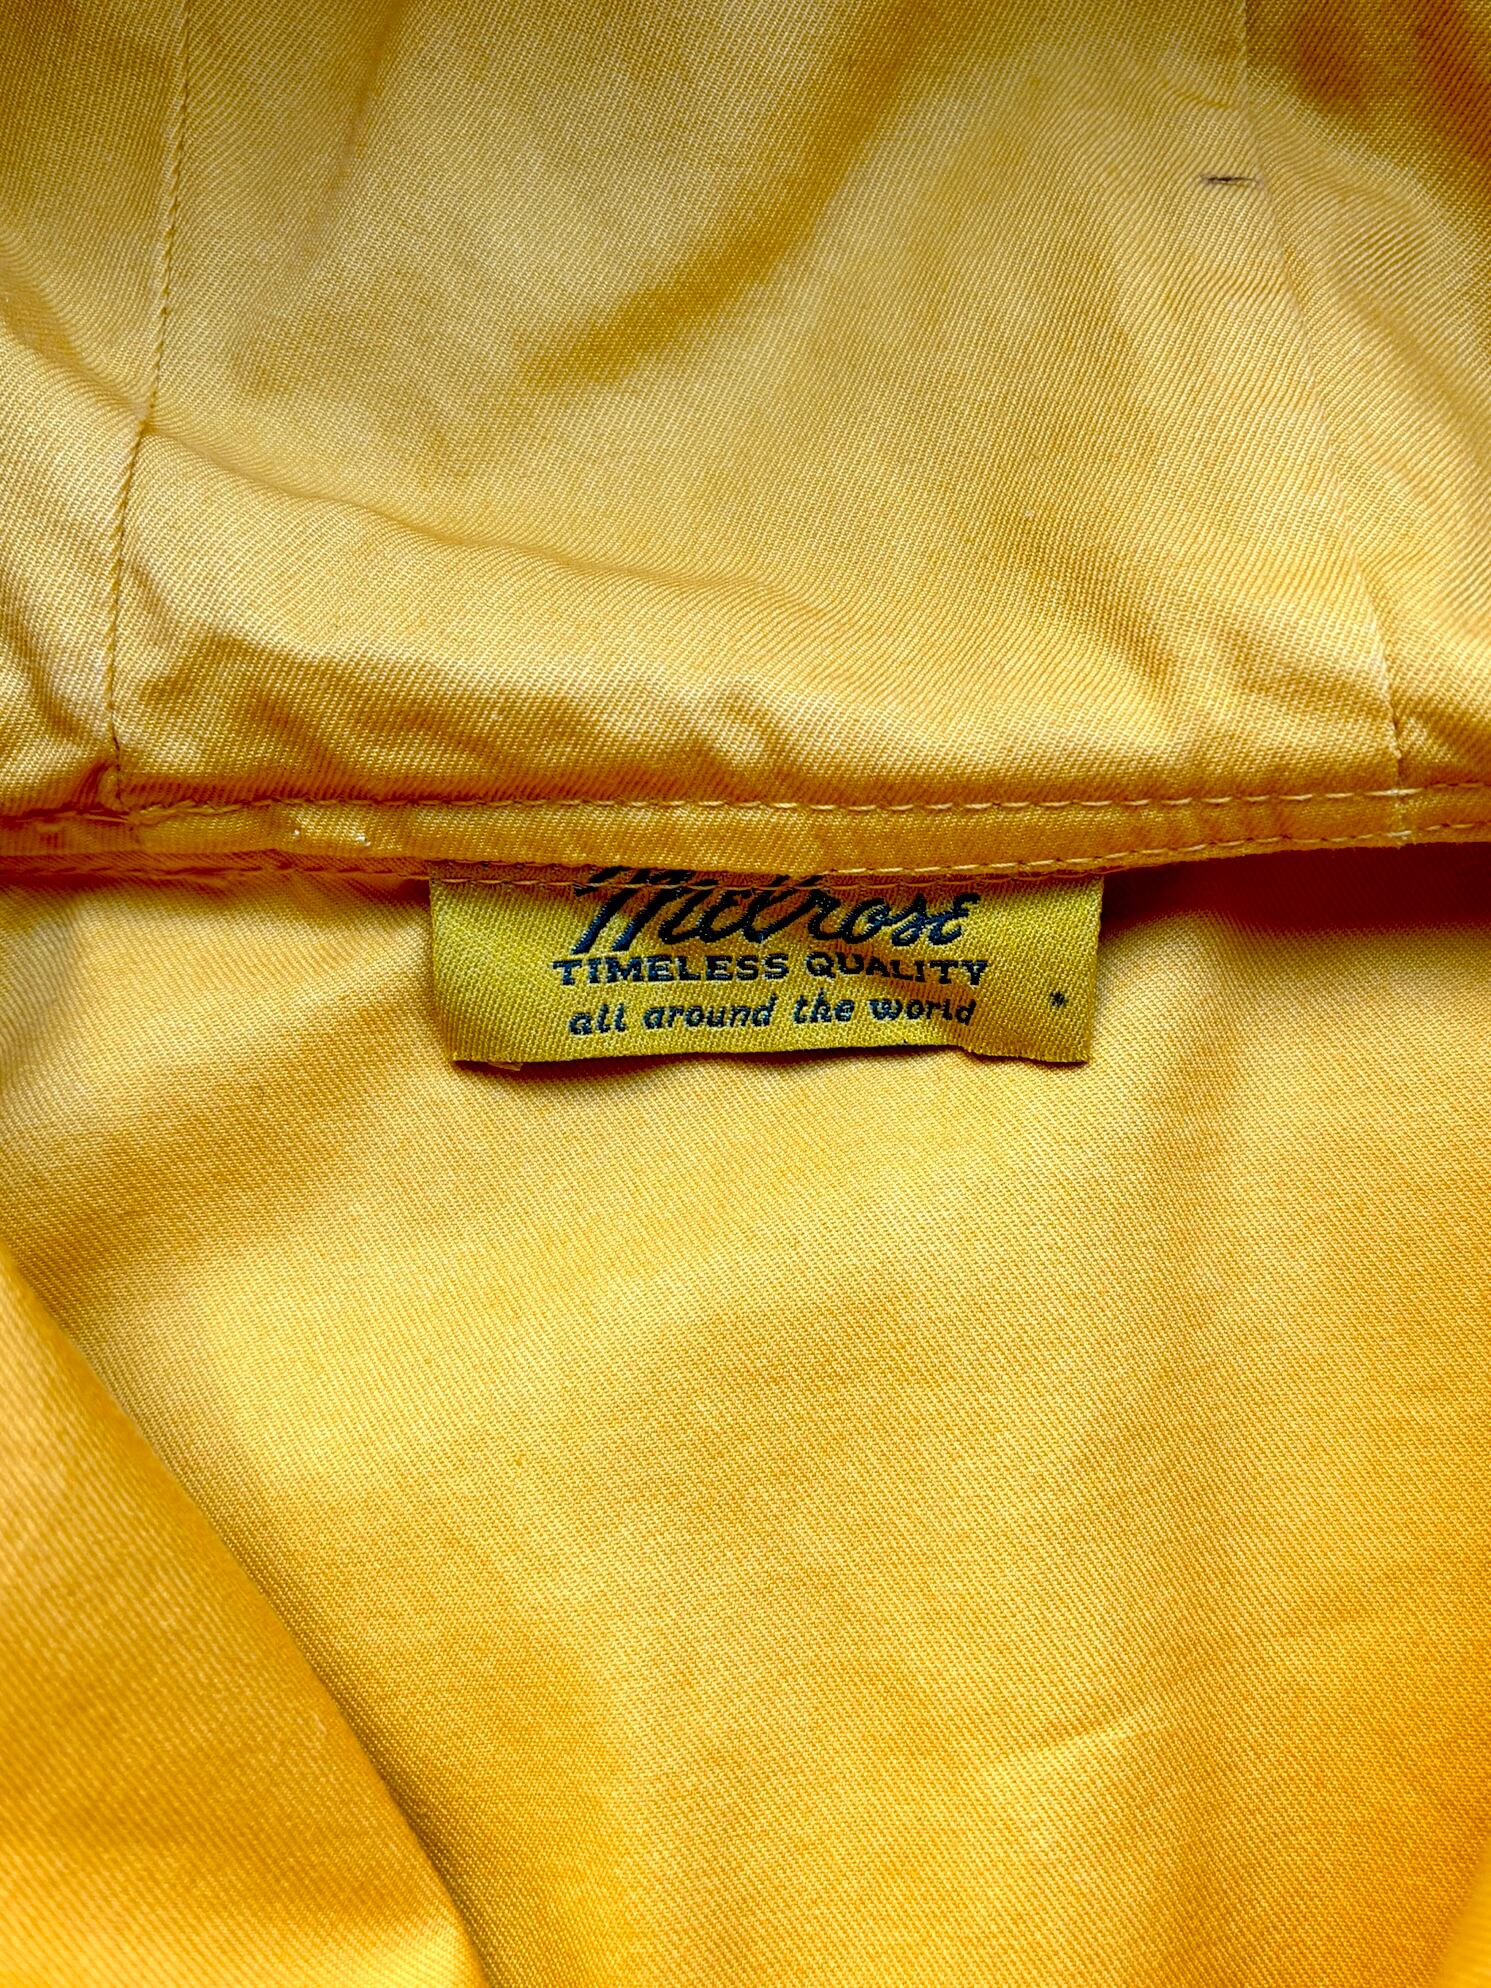 Melrose
TIMELESS QUALITY
all around the world